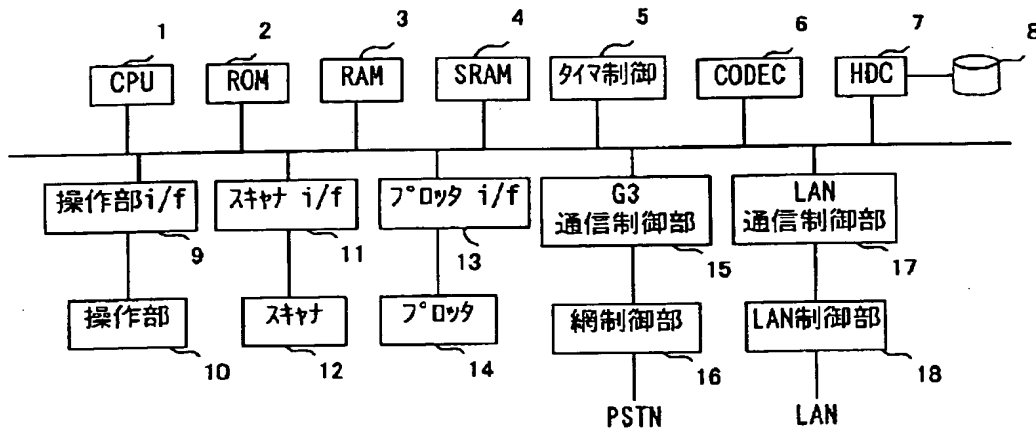 1 2 3 4 5 6 7 8
CPU ROM RAM SRAM ﾀｲﾏ制御 CODEC HDC
操作部i/f ｽｷｬﾅ i/f ﾌﾟﾛｯﾀ i/f G3 LAN
通信制御部 通信制御部
9 11 13 15 17
操作部 ｽｷｬﾅ ﾌﾟﾛｯﾀ 網制御部 LAN制御部
10 12 14 16 18
PSTN LAN